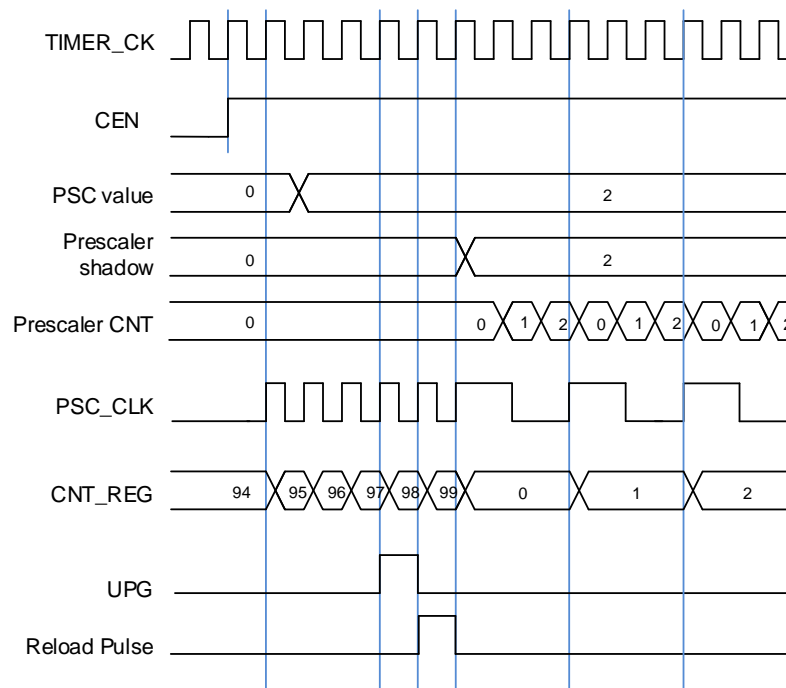 TIMER_CK
CEN
PSC value 0 2
Prescaler
shadow 0 2
Prescaler CNT 0 0 1 2 0 1 2 0 1 2
PSC_CLK
CNT_REG 94 95 96 97 98 99 0 1 2
UPG
Reload Pulse